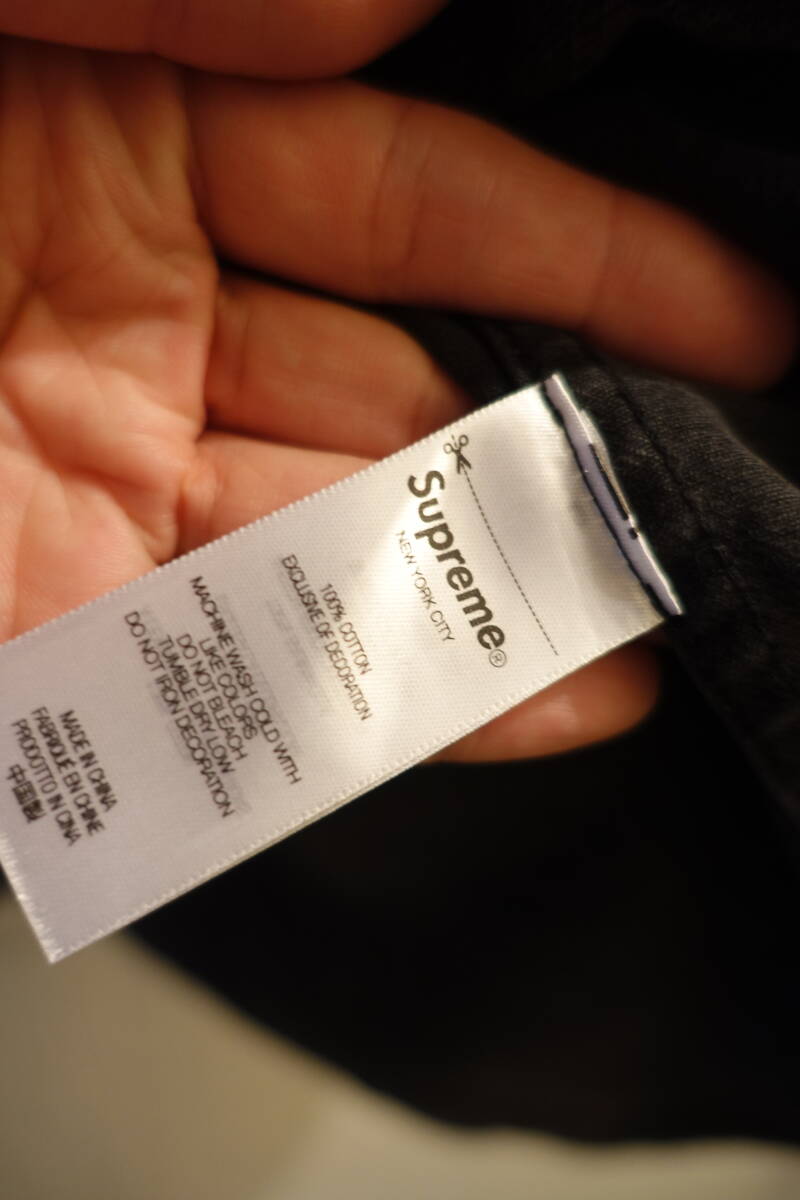 Supreme®
NEW YORK CITY
100% COTTON
EXCLUSIVE OF DECORATION
MACHINE WASH COLD WITH
LIKE COLORS
DO NOT BLEACH
TUMBLE DRY LOW
DO NOT IRON DECORATION
MADE IN CHINA
FABRIQUÉ EN CHINE
PRODOTTO IN CINA
中国製